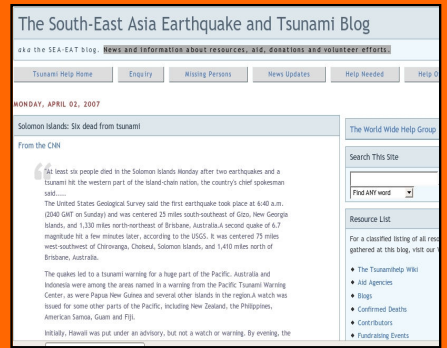 The South-East Asia Earthquake and Tsunami Blog
aka the SEA-EAT blog. News and information about resources, aid, donations and volunteer efforts.
Tsunami Help Home
Enquiry
Missing Persons
News Updates
Help Needed
Help O
MONDAY, APRIL 02, 2007
Solomon Islands: Six dead from tsunami
From the CNN
"At least six people died in the Solomon Islands Monday after two earthquakes and a
tsunami hit the western part of the island-chain nation, the country's chief spokesman
said......
The United States Geological Survey said the first earthquake took place at 6:40 a.m.
(2040 GMT on Sunday) and was centered 25 miles south-southeast of Gizo, New Georgia
Islands, and 1,330 miles north-northeast of Brisbane, Australia.A second quake of 6.7
magnitude hit a few minutes later, according to the USGS. It was centered 75 miles
west-southwest of Chirovanga, Choiseul, Solomon Islands, and 1,410 miles north of
Brisbane, Australia.
The quakes led to a tsunami warning for a huge part of the Pacific. Australia and
Indonesia were among the areas named in a warning from the Pacific Tsunami Warning
Center, as were Papua New Guinea and several other islands in the region.A watch was
issued for some other parts of the Pacific, including New Zealand, the Philippines,
American Samoa, Guam and Fiji.
Initially, Hawaii was put under an advisory, but not a watch or warning. By evening, the
The World Wide Help Group
Search This Site
Find ANY word
Resource List
For a classified listing of all reso
gathered at this blog, visit our
The Tsunamihelp Wiki
Aid Agencies
Blogs
Confirmed Deaths
Contributors
Fundraising Events